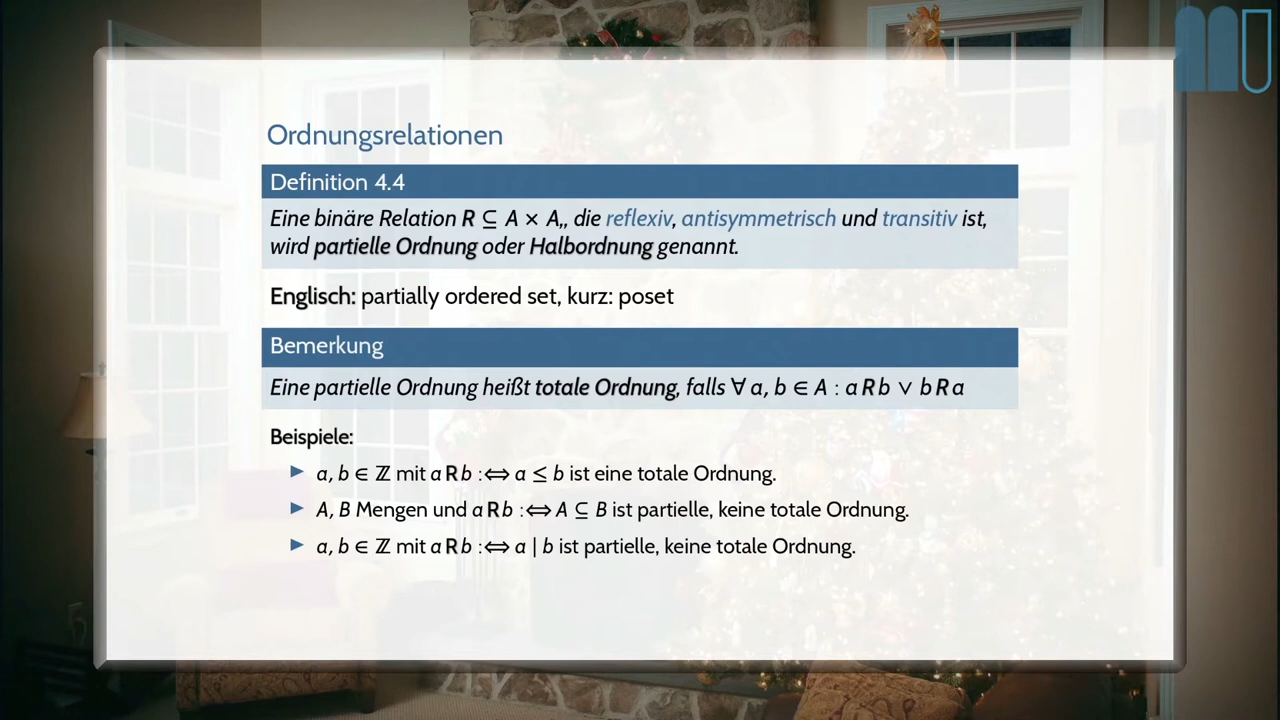 Ordnungsrelationen
Definition 4.4
Eine binäre Relation R ⊆ A × A,, die reflexiv, antisymmetrisch und transitiv ist,
wird partielle Ordnung oder Halbordnung genannt.
Englisch: partially ordered set, kurz: poset
Bemerkung
Eine partielle Ordnung heißt totale Ordnung, falls ∀ a, b ∈ A : a R b ∨ b R a
Beispiele:
▶ a, b ∈ ℤ mit a R b :⟺ a ≤ b ist eine totale Ordnung.
▶ A, B Mengen und a R b :⟺ A ⊆ B ist partielle, keine totale Ordnung.
▶ a, b ∈ ℤ mit a R b :⟺ a | b ist partielle, keine totale Ordnung.